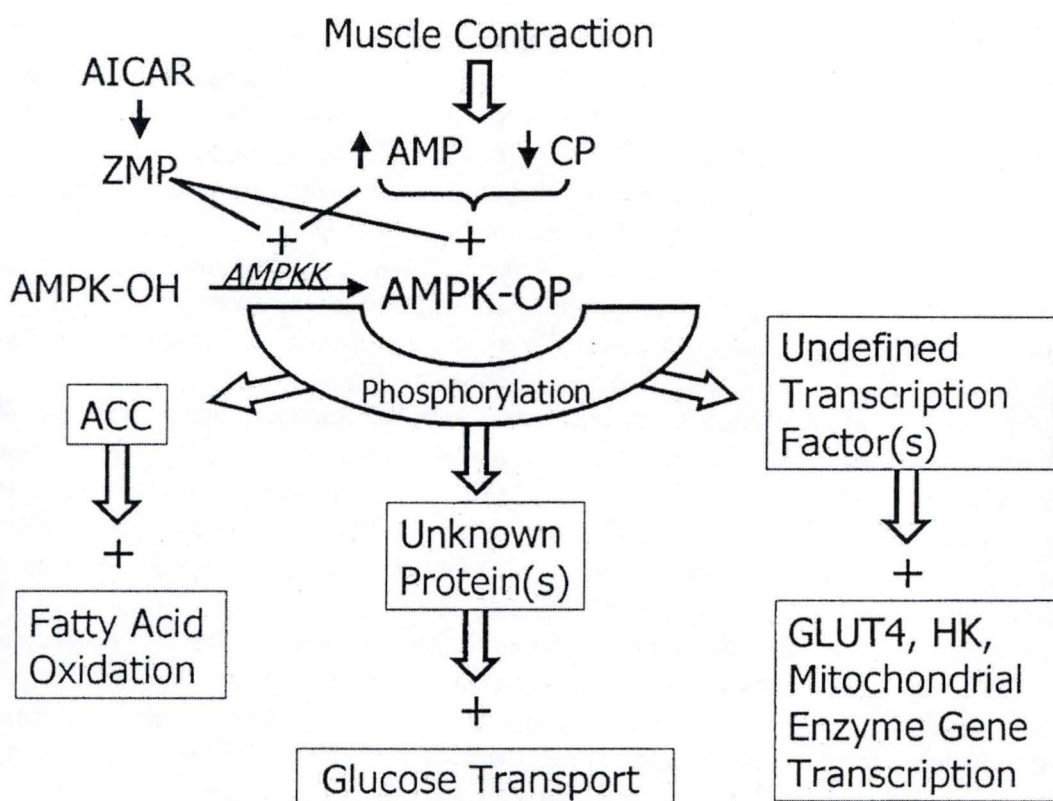 Muscle Contraction
AICAR
ZMP
AMP
CP
+
+
AMPK-OH
AMPKK
AMPK-OP
Phosphorylation
ACC
+
Fatty Acid
Oxidation
Unknown
Protein(s)
+
Glucose Transport
Undefined
Transcription
Factor(s)
+
GLUT4, HK,
Mitochondrial
Enzyme Gene
Transcription